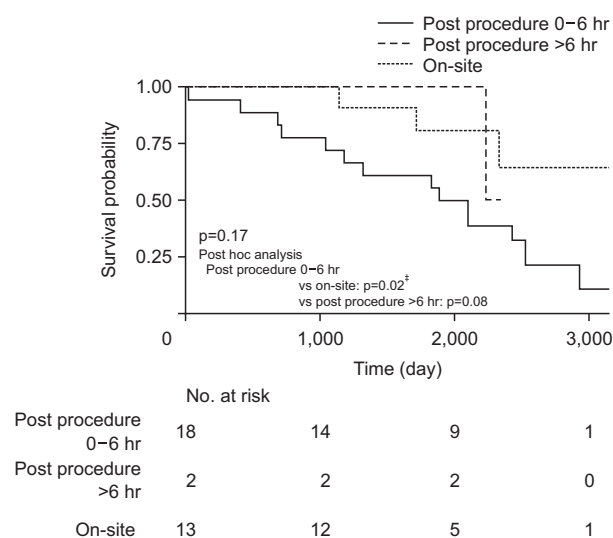 Post procedure 0−6 hr
Post procedure >6 hr
On-site
1.00
0.75
0.50
0.25
Survival probability
p=0.17
Post hoc analysis
Post procedure 0−6 hr
vs on-site: p=0.02‡
vs post procedure >6 hr: p=0.08
0 1,000 2,000 3,000
Time (day)
No. at risk
Post procedure
0−6 hr 18 14 9 1
Post procedure
>6 hr 2 2 2 0
On-site 13 12 5 1